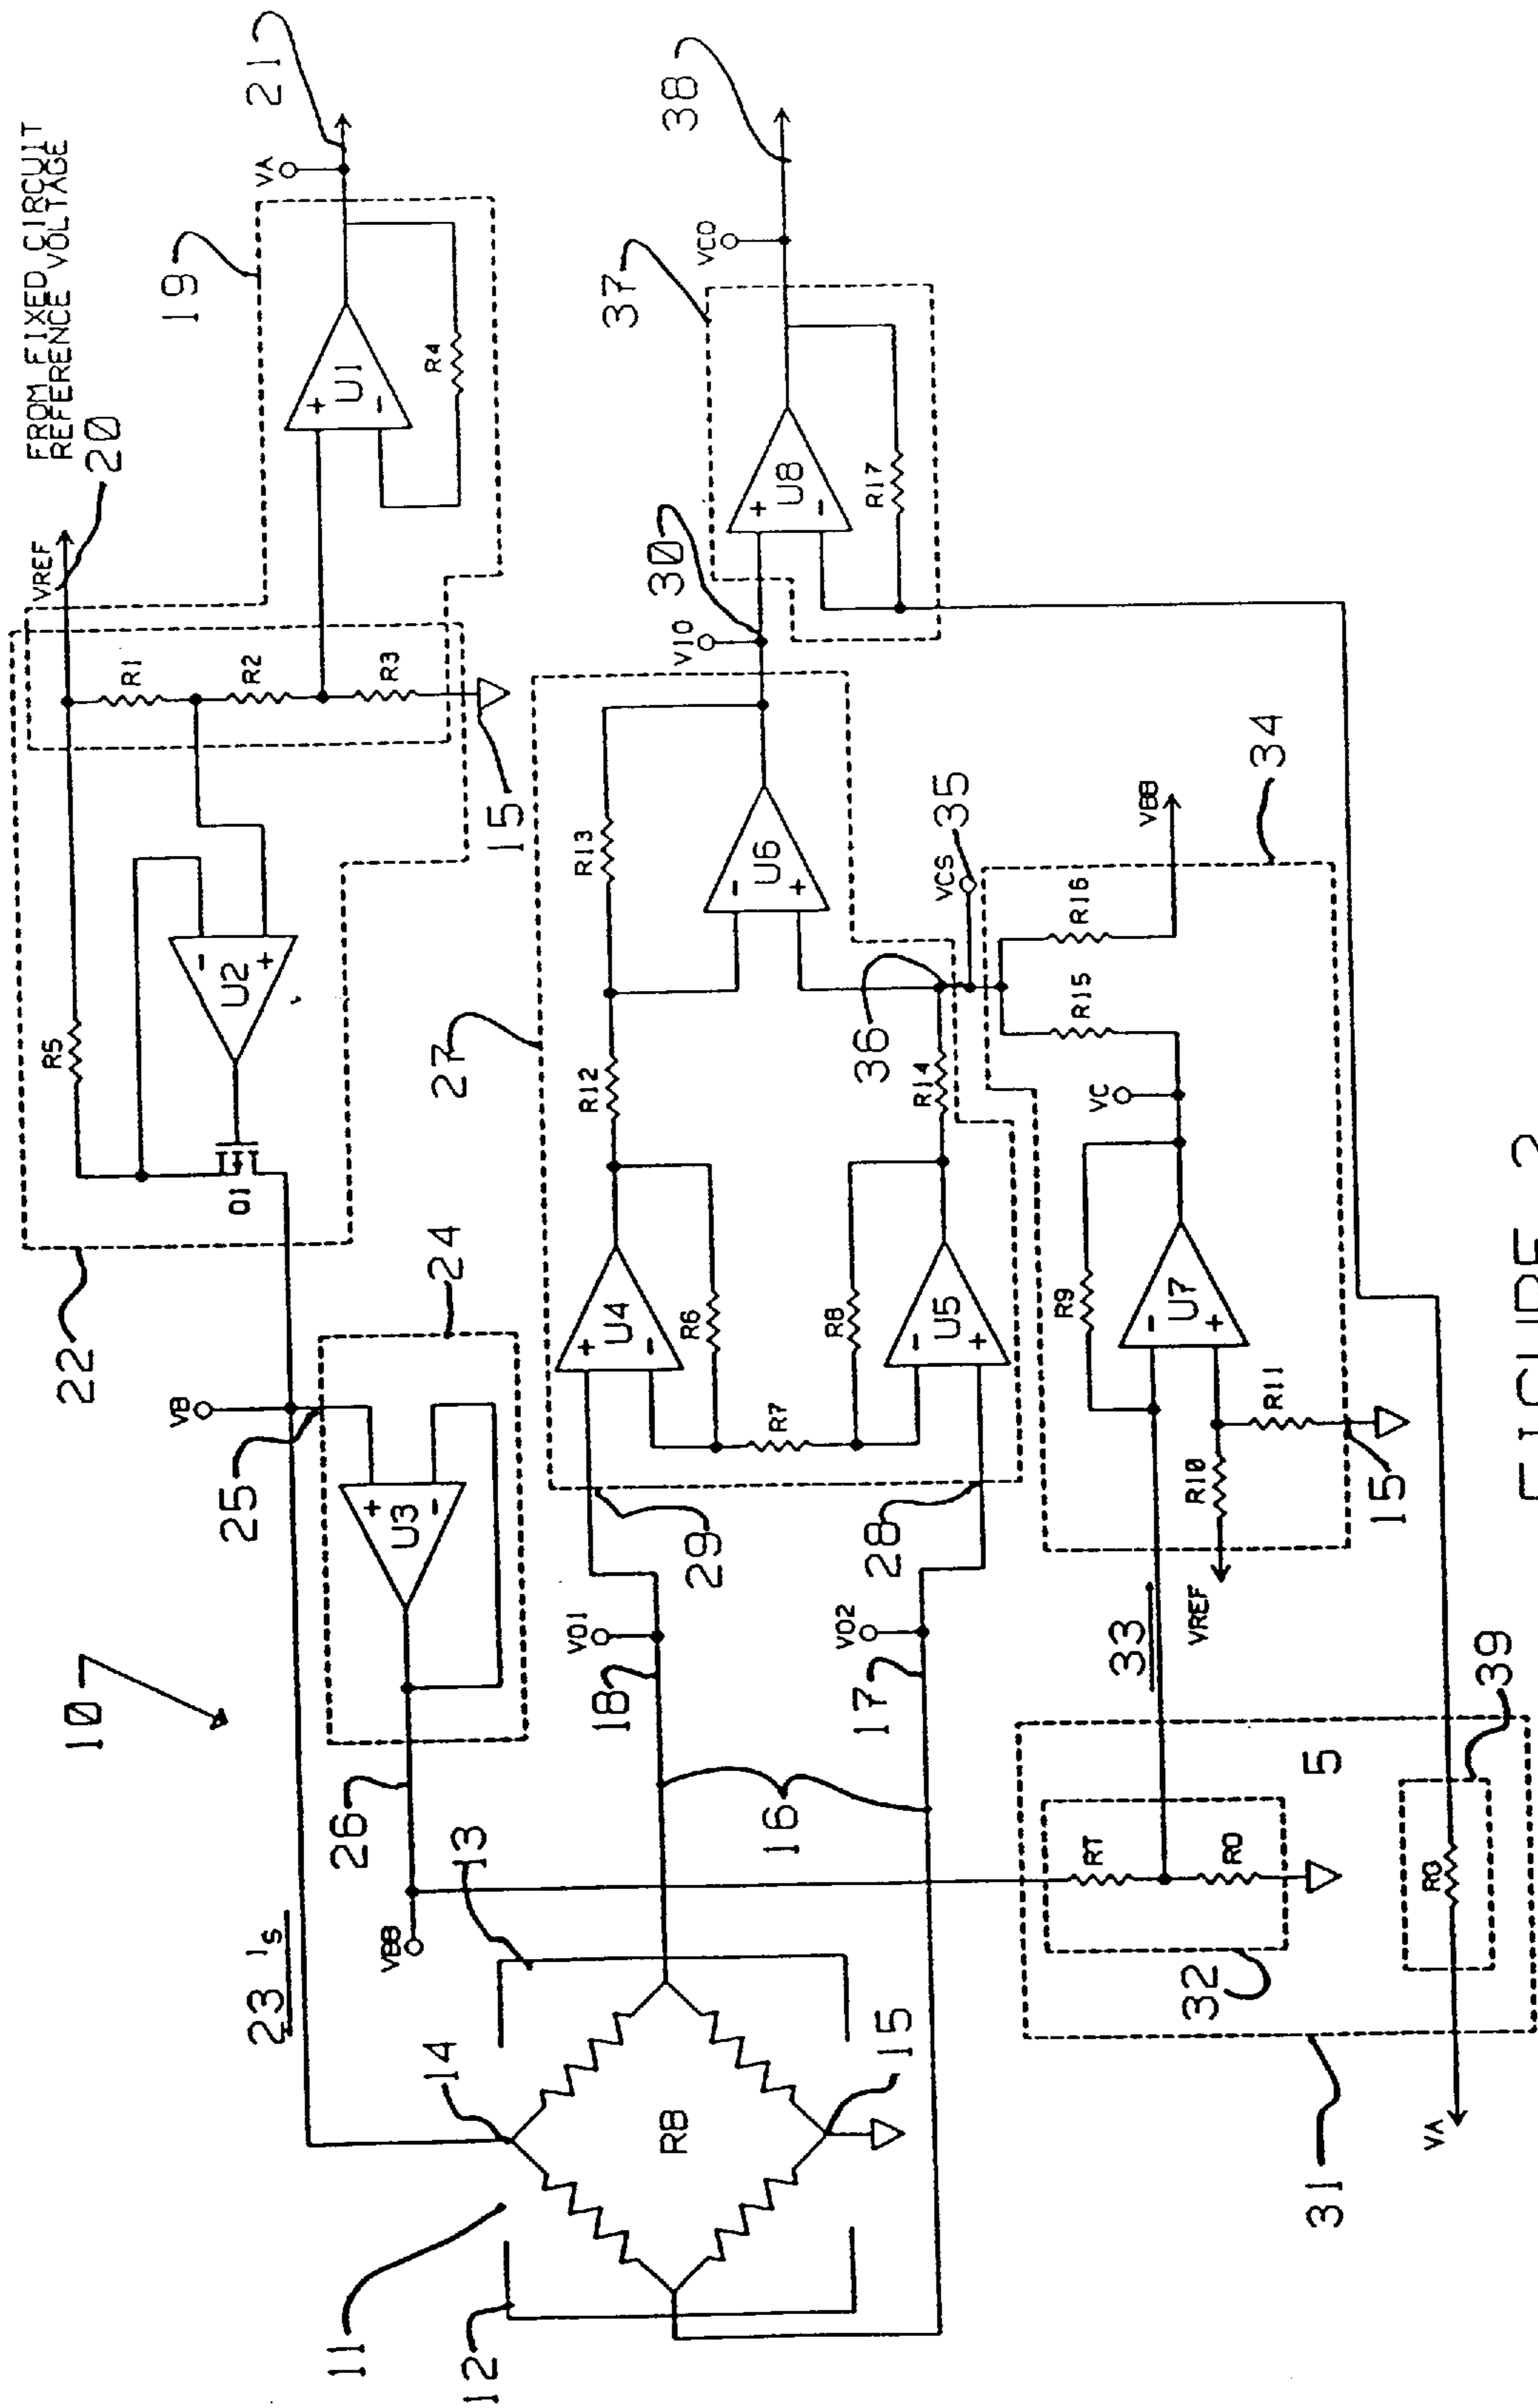 FROM FIXED CIRCUIT
REFERENCE VOLTAGE
20
VREF
19
21
VA
U1
+
-
R4
R1
R2
R3
15
R5
U2
-
+
Q1
22
10
23 Is
VB
25
24
U3
+
-
26
VBB
13
14
11
12
RB
15
16
18
VO1
17
VO2
29
28
27
U4
+
-
R6
R7
R8
U5
-
+
R12
R13
R14
U6
-
+
36
VCS
35
VIO
30
37
U8
+
-
R17
VCO
38
34
R15
R16
VBB
VC
R9
U7
-
+
R10
R11
VREF
15
33
31
32
RT
RO
5
39
RG
VA